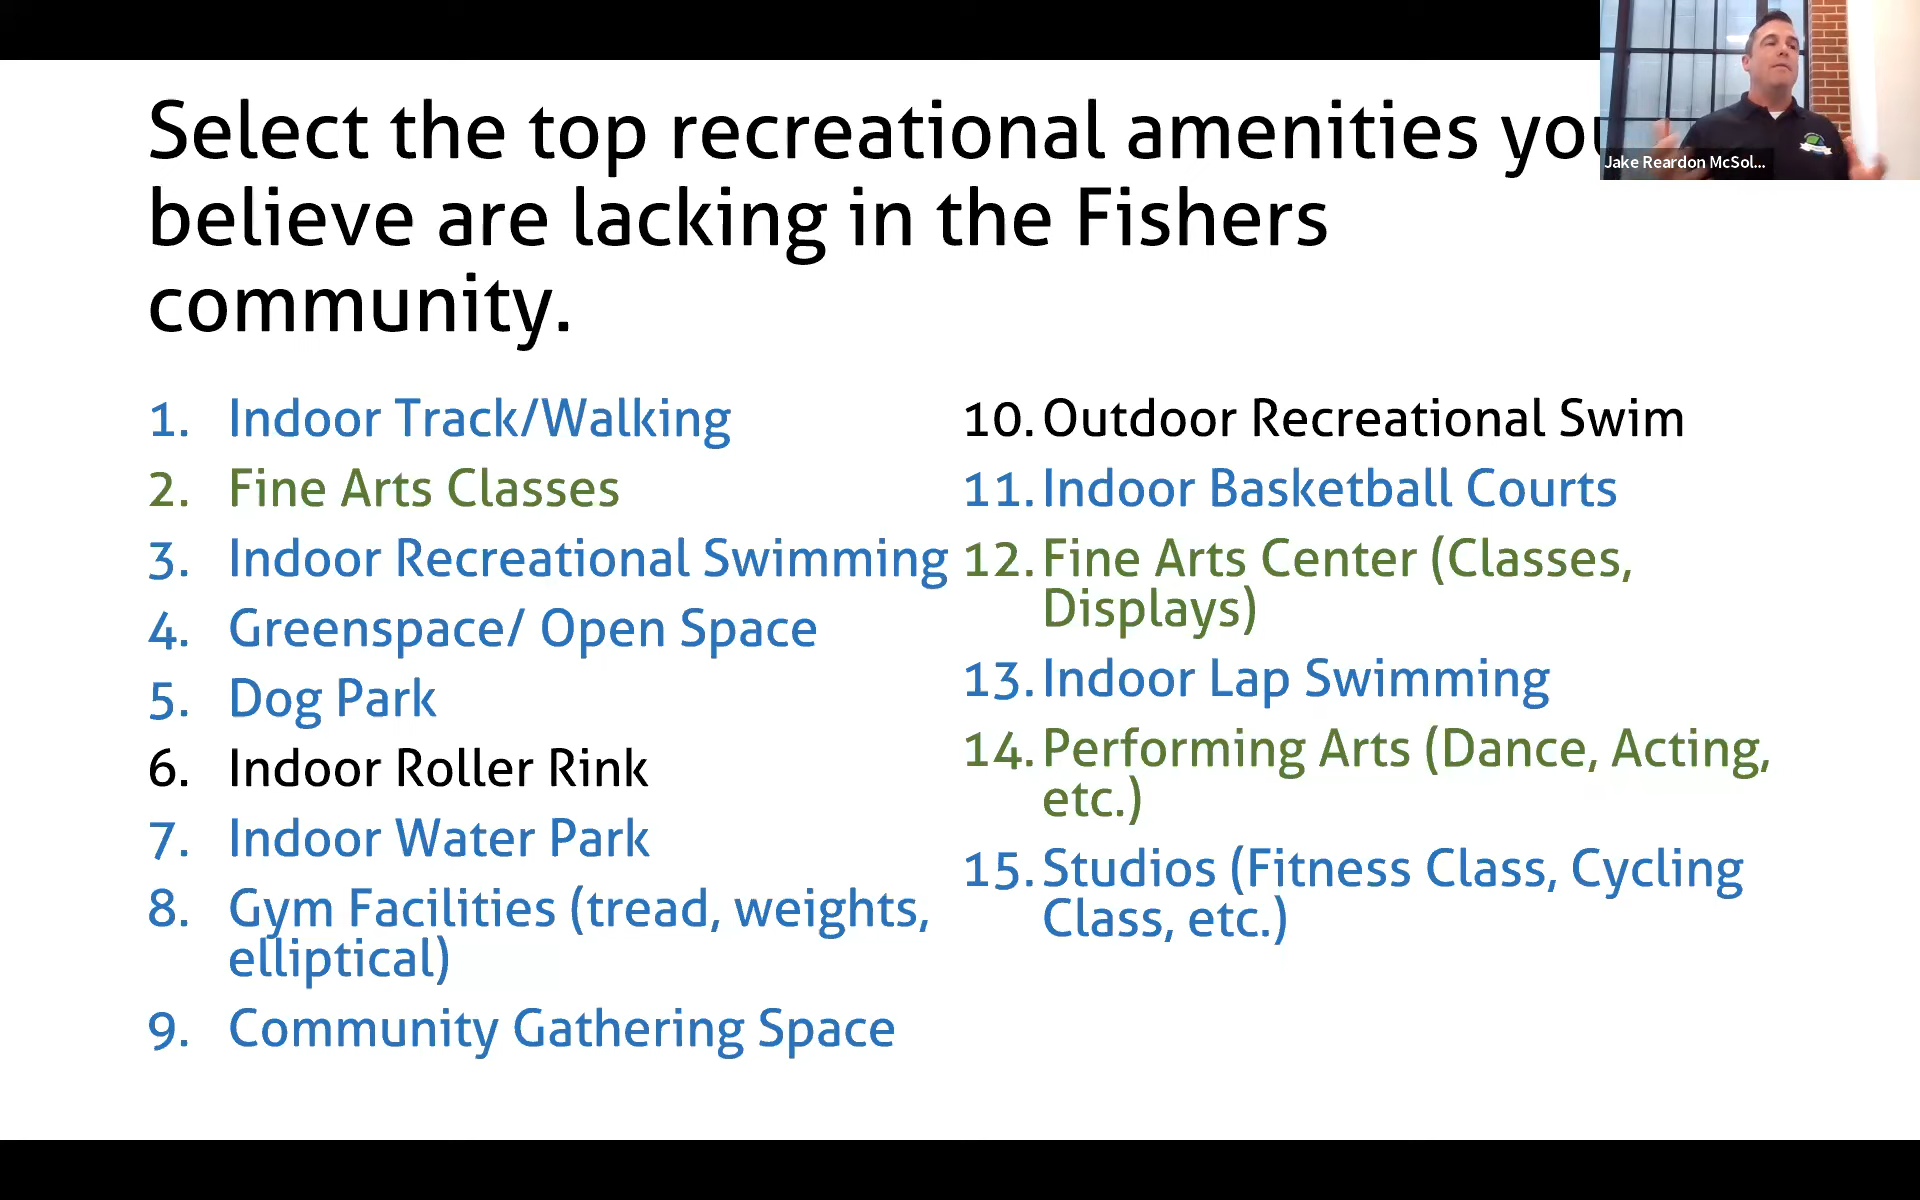 Select the top recreational amenities you
believe are lacking in the Fishers
community.
1. Indoor Track/Walking
2. Fine Arts Classes
3. Indoor Recreational Swimming
4. Greenspace/ Open Space
5. Dog Park
6. Indoor Roller Rink
7. Indoor Water Park
8. Gym Facilities (tread, weights,
elliptical)
9. Community Gathering Space
10. Outdoor Recreational Swim
11. Indoor Basketball Courts
12. Fine Arts Center (Classes,
Displays)
13. Indoor Lap Swimming
14. Performing Arts (Dance, Acting,
etc.)
15. Studios (Fitness Class, Cycling
Class, etc.)
Jake Reardon McSol...